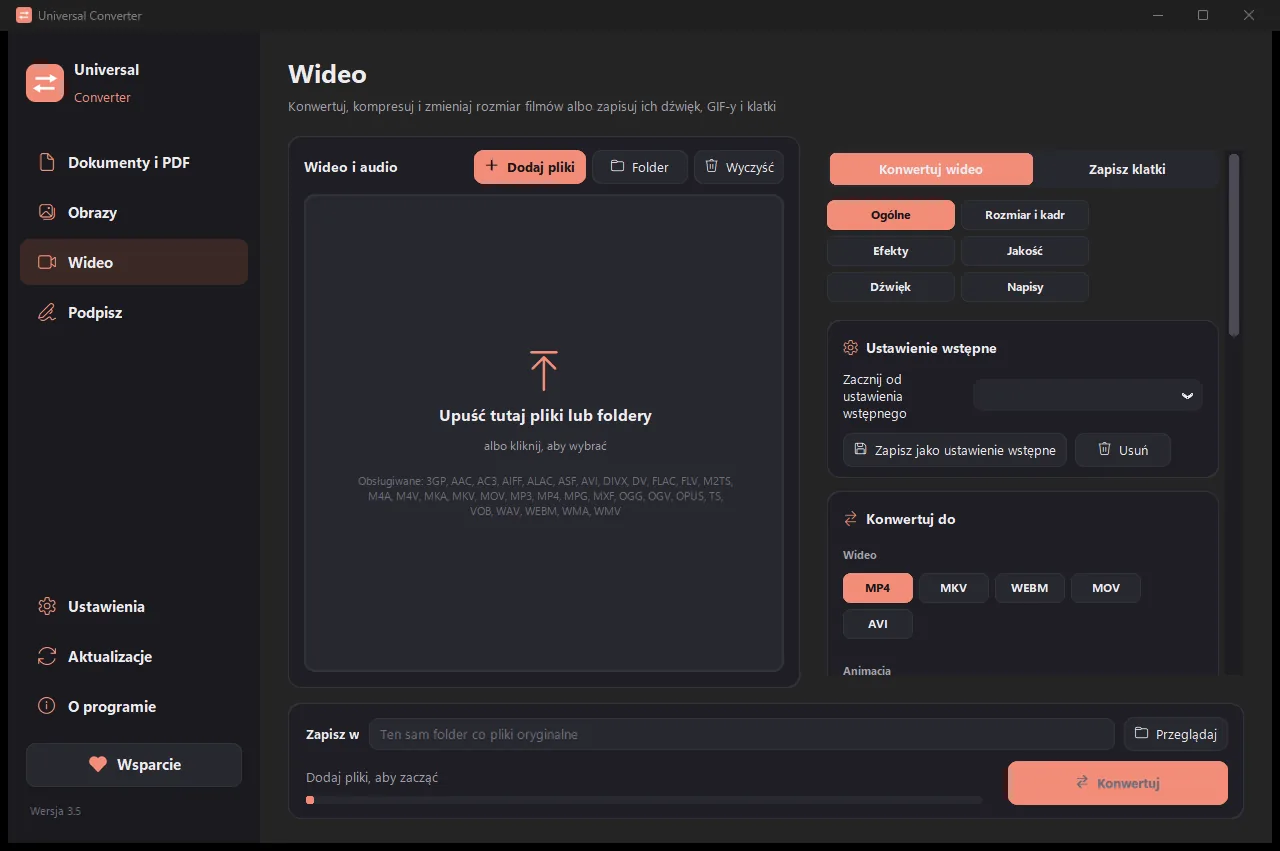 Universal Converter
Universal
Converter
Dokumenty i PDF
Obrazy
Wideo
Podpisz
Ustawienia
Aktualizacje
O programie
Wsparcie
Wersja 3.5
Wideo
Konwertuj, kompresuj i zmieniaj rozmiar filmów albo zapisuj ich dźwięk, GIF-y i klatki
Wideo i audio
Dodaj pliki
Folder
Wyczyść
Upuść tutaj pliki lub foldery
albo kliknij, aby wybrać
Obsługiwane: 3GP, AAC, AC3, AIFF, ALAC, ASF, AVI, DIVX, DV, FLAC, FLV, M2TS,
M4A, M4V, MKA, MKV, MOV, MP3, MP4, MPG, MXF, OGG, OGV, OPUS, TS,
VOB, WAV, WEBM, WMA, WMV
Konwertuj wideo
Zapisz klatki
Ogólne
Rozmiar i kadr
Efekty
Jakość
Dźwięk
Napisy
Ustawienie wstępne
Zacznij od
ustawienia
wstępnego
Zapisz jako ustawienie wstępne
Usuń
Konwertuj do
Wideo
MP4
MKV
WEBM
MOV
AVI
Animacja
Zapisz w
Ten sam folder co pliki oryginalne
Przeglądaj
Dodaj pliki, aby zacząć
Konwertuj